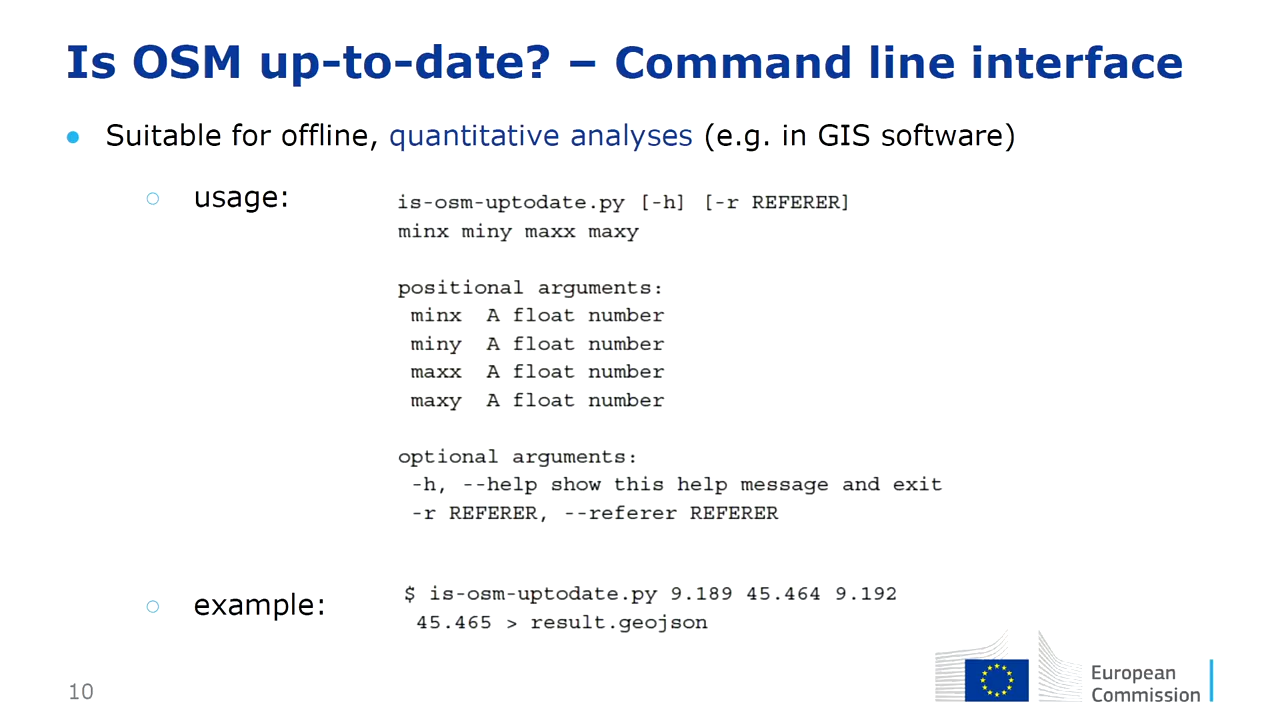 Is OSM up-to-date? – Command line interface
● Suitable for offline, quantitative analyses (e.g. in GIS software)
○ usage:
is-osm-uptodate.py [-h] [-r REFERER]
minx miny maxx maxy
positional arguments:
minx A float number
miny A float number
maxx A float number
maxy A float number
optional arguments:
-h, --help show this help message and exit
-r REFERER, --referer REFERER
○ example:
$ is-osm-uptodate.py 9.189 45.464 9.192
45.465 > result.geojson
European
Commission
10